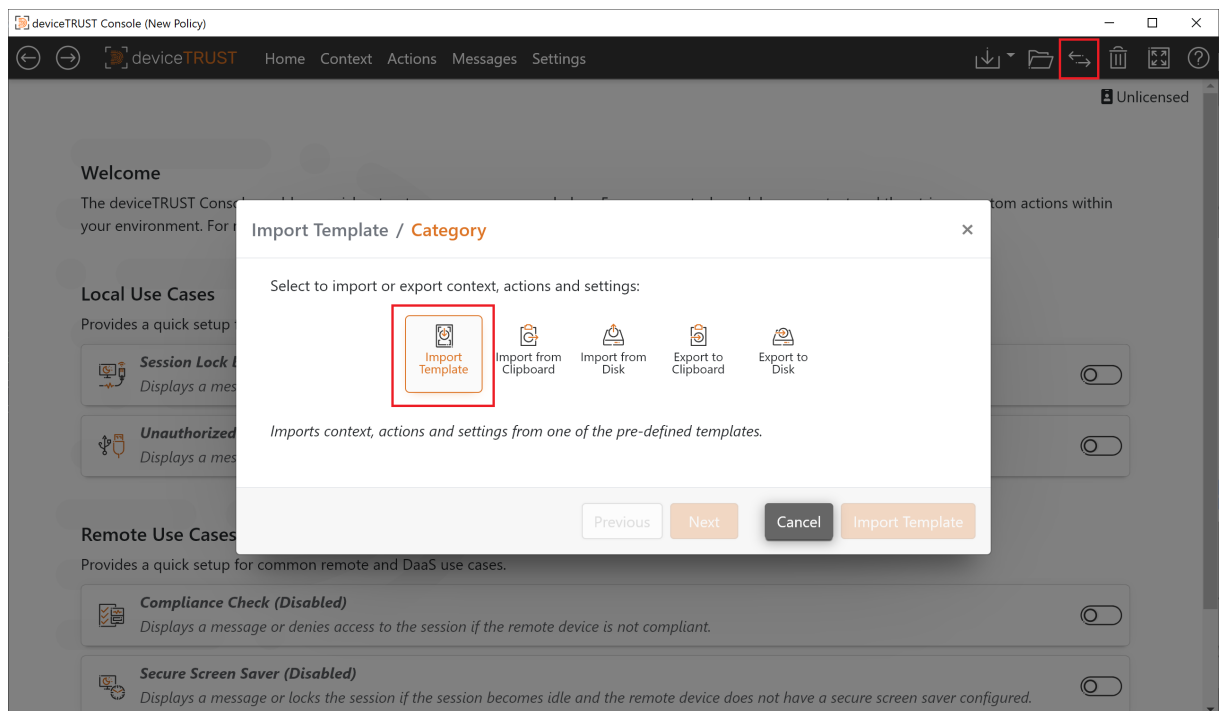 deviceTRUST Console (New Policy)
deviceTRUST Home Context Actions Messages Settings
Unlicensed
Welcome
The deviceTRUST Conso tom actions within
your environment. For
Import Template / Category
Select to import or export context, actions and settings:
Import Template
Import from Clipboard
Import from Disk
Export to Clipboard
Export to Disk
Imports context, actions and settings from one of the pre-defined templates.
Previous Next Cancel Import Template
Local Use Cases
Provides a quick setup
Session Lock
Displays a mes
Unauthorized
Displays a mes
Remote Use Cases
Provides a quick setup for common remote and DaaS use cases.
Compliance Check (Disabled)
Displays a message or denies access to the session if the remote device is not compliant.
Secure Screen Saver (Disabled)
Displays a message or locks the session if the session becomes idle and the remote device does not have a secure screen saver configured.